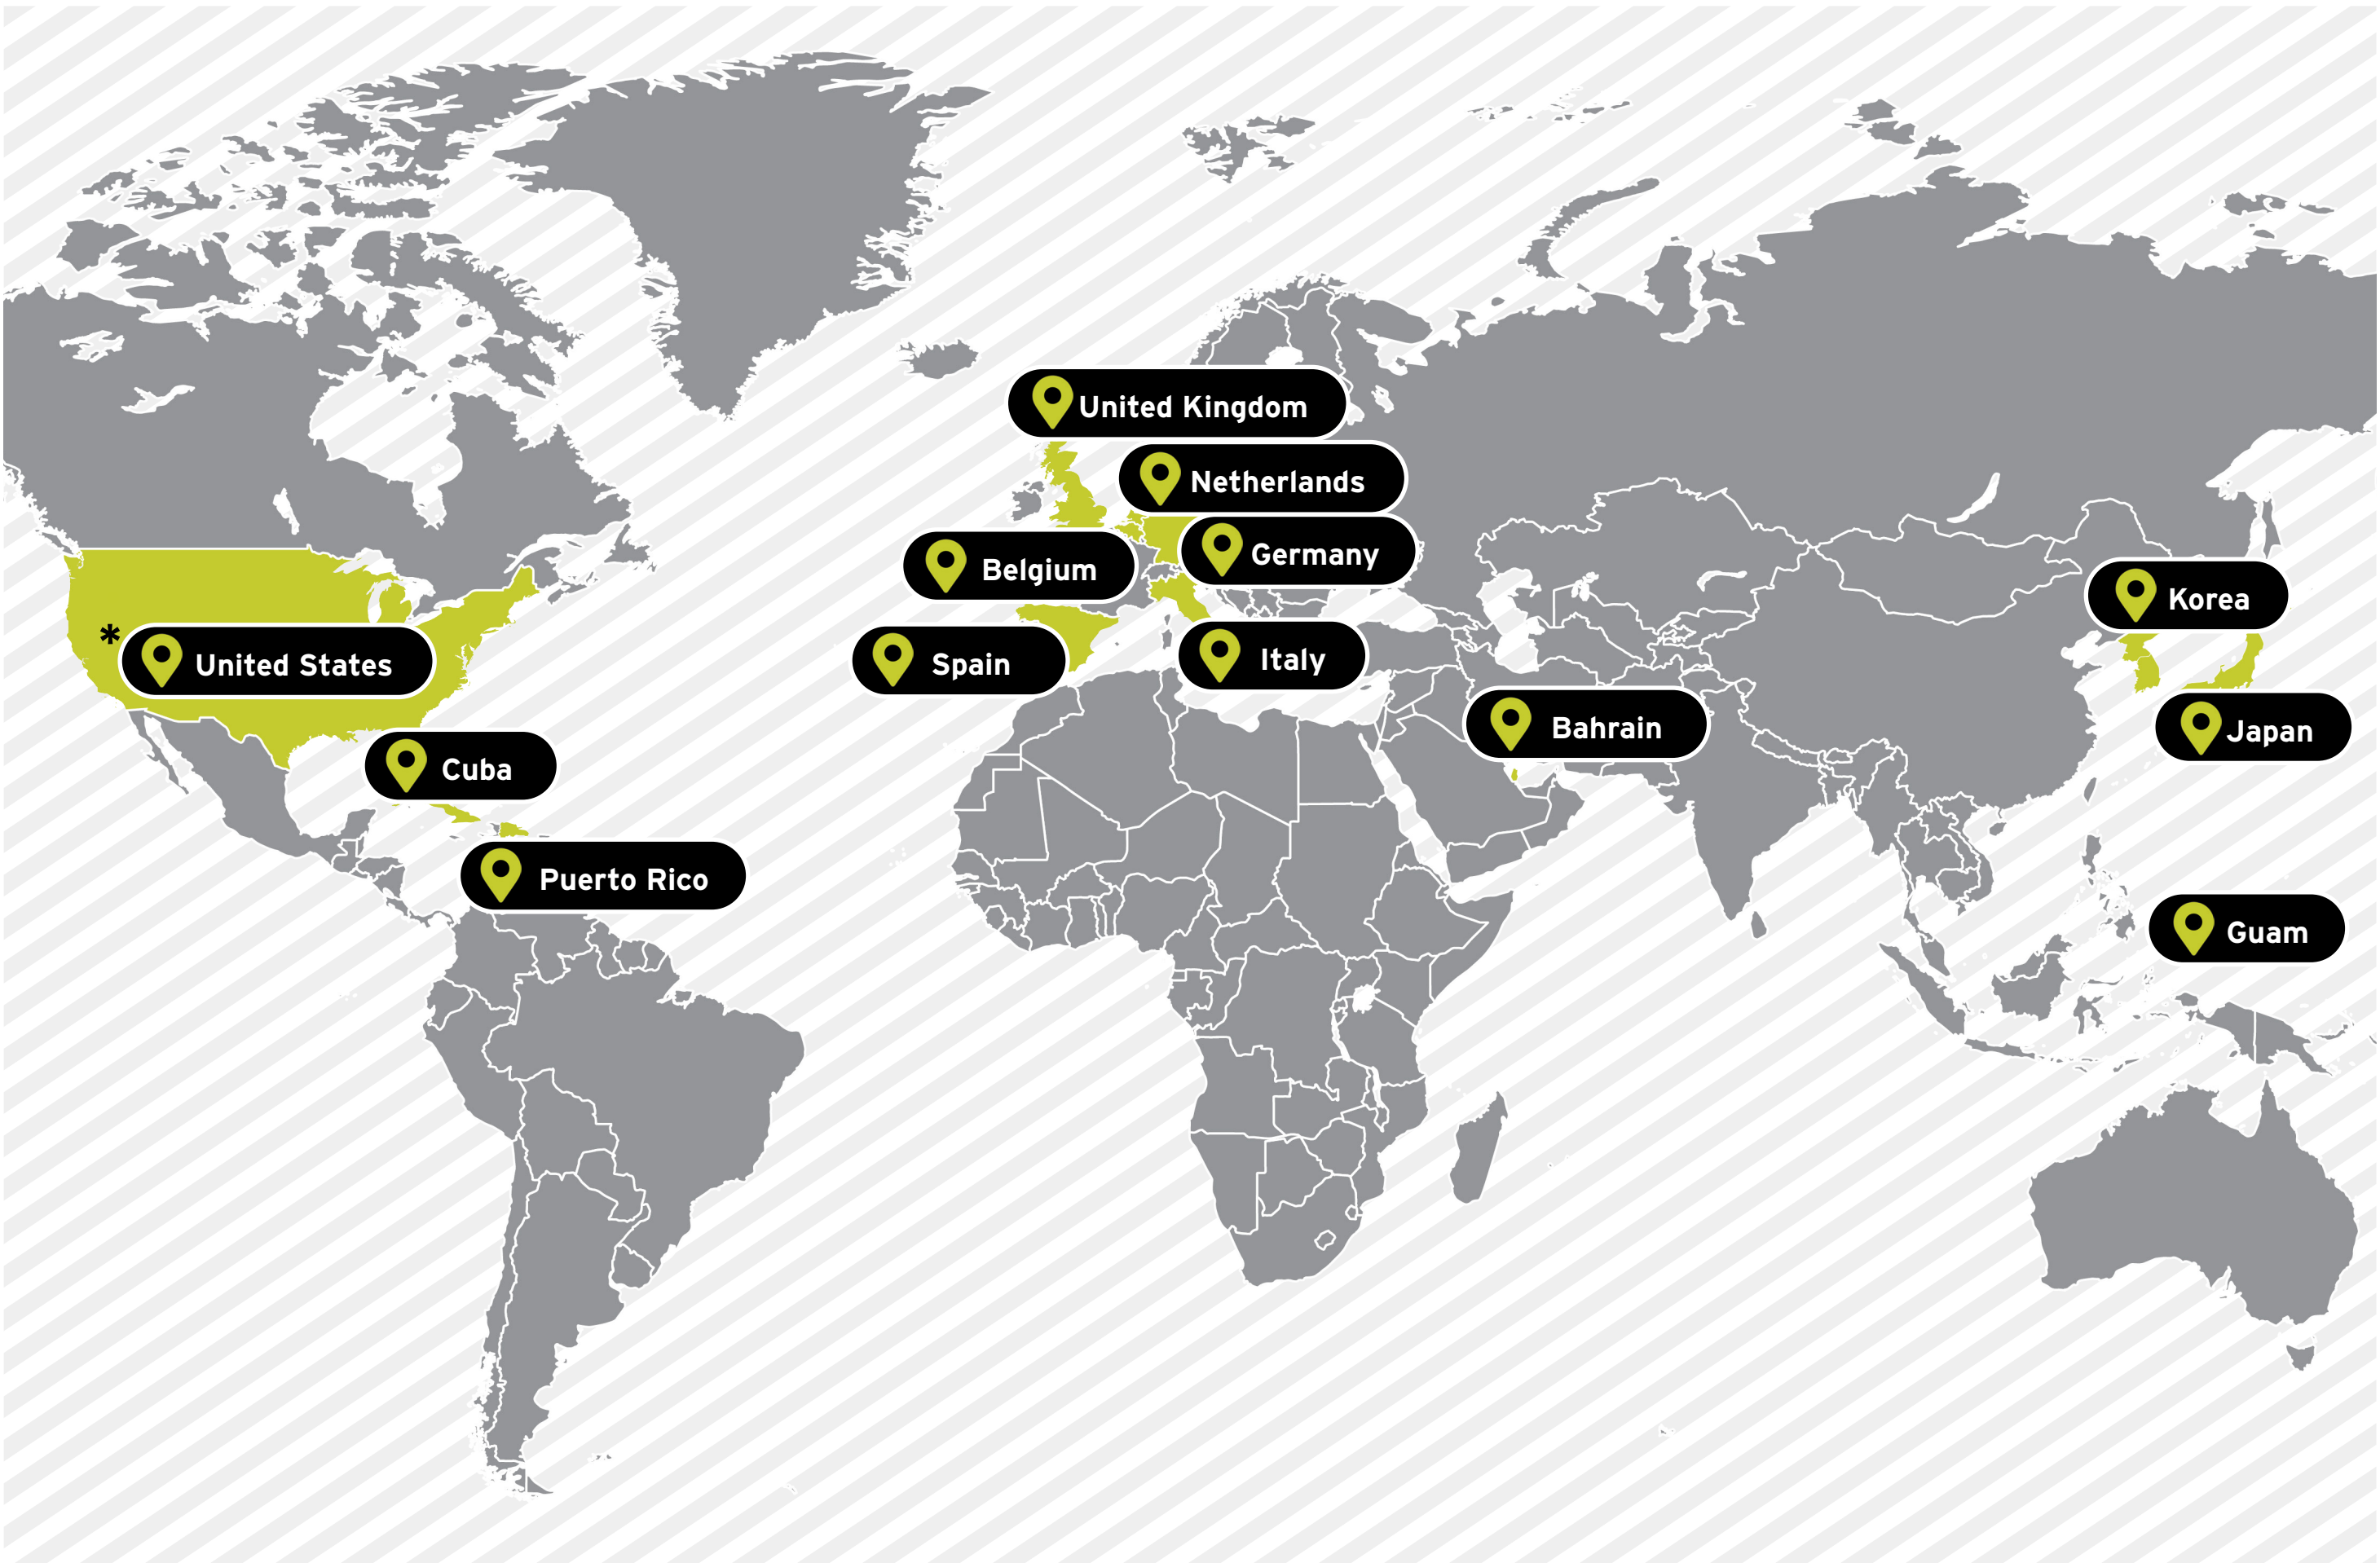 United Kingdom
Netherlands
Germany
Belgium
Korea
*
United States
Spain
Italy
Bahrain
Japan
Cuba
Puerto Rico
Guam